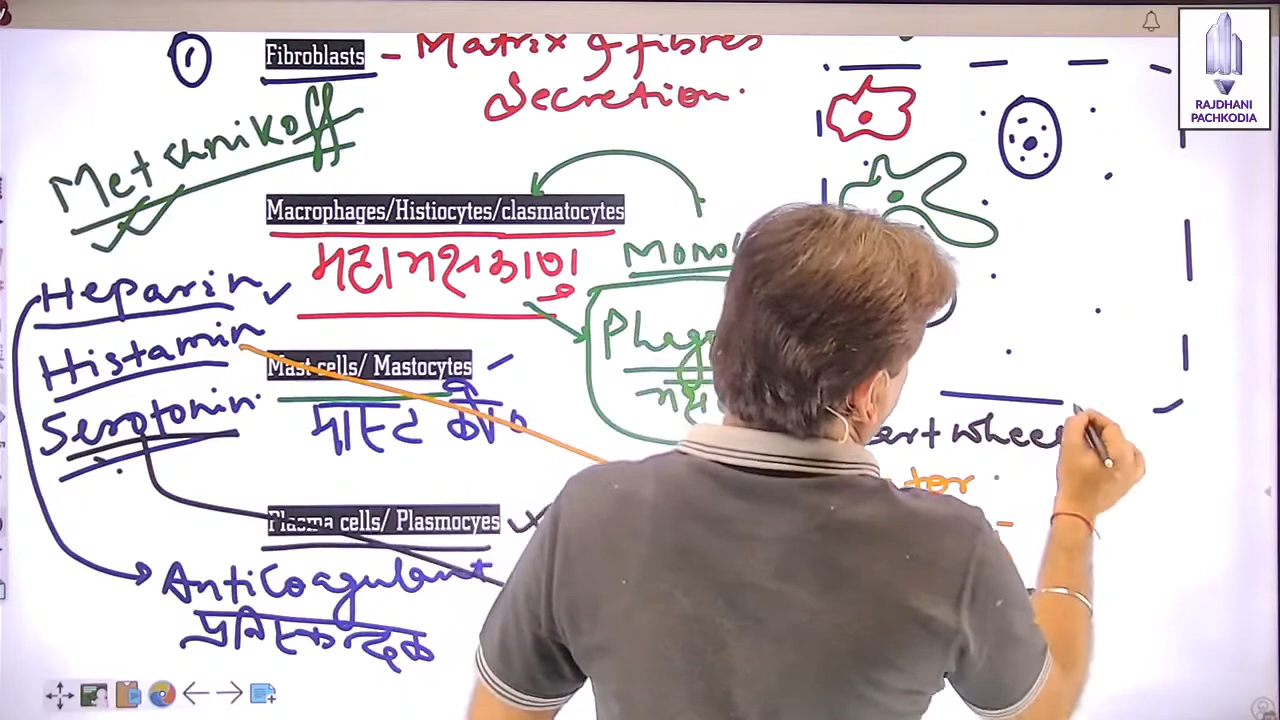 ① Fibroblasts - Matrix & fibres
secretion.
Metchnikoff
Macrophages/Histiocytes/clasmatocytes
महाभक्षकाणु
Heparin
Histamin
Serotonin.
Mast cells/ Mastocytes
मास्ट
Plasma cells/ Plasmocyes
Anticoagulant
प्रतिस्कन्दक
RAJDHANI
PACHKODIA